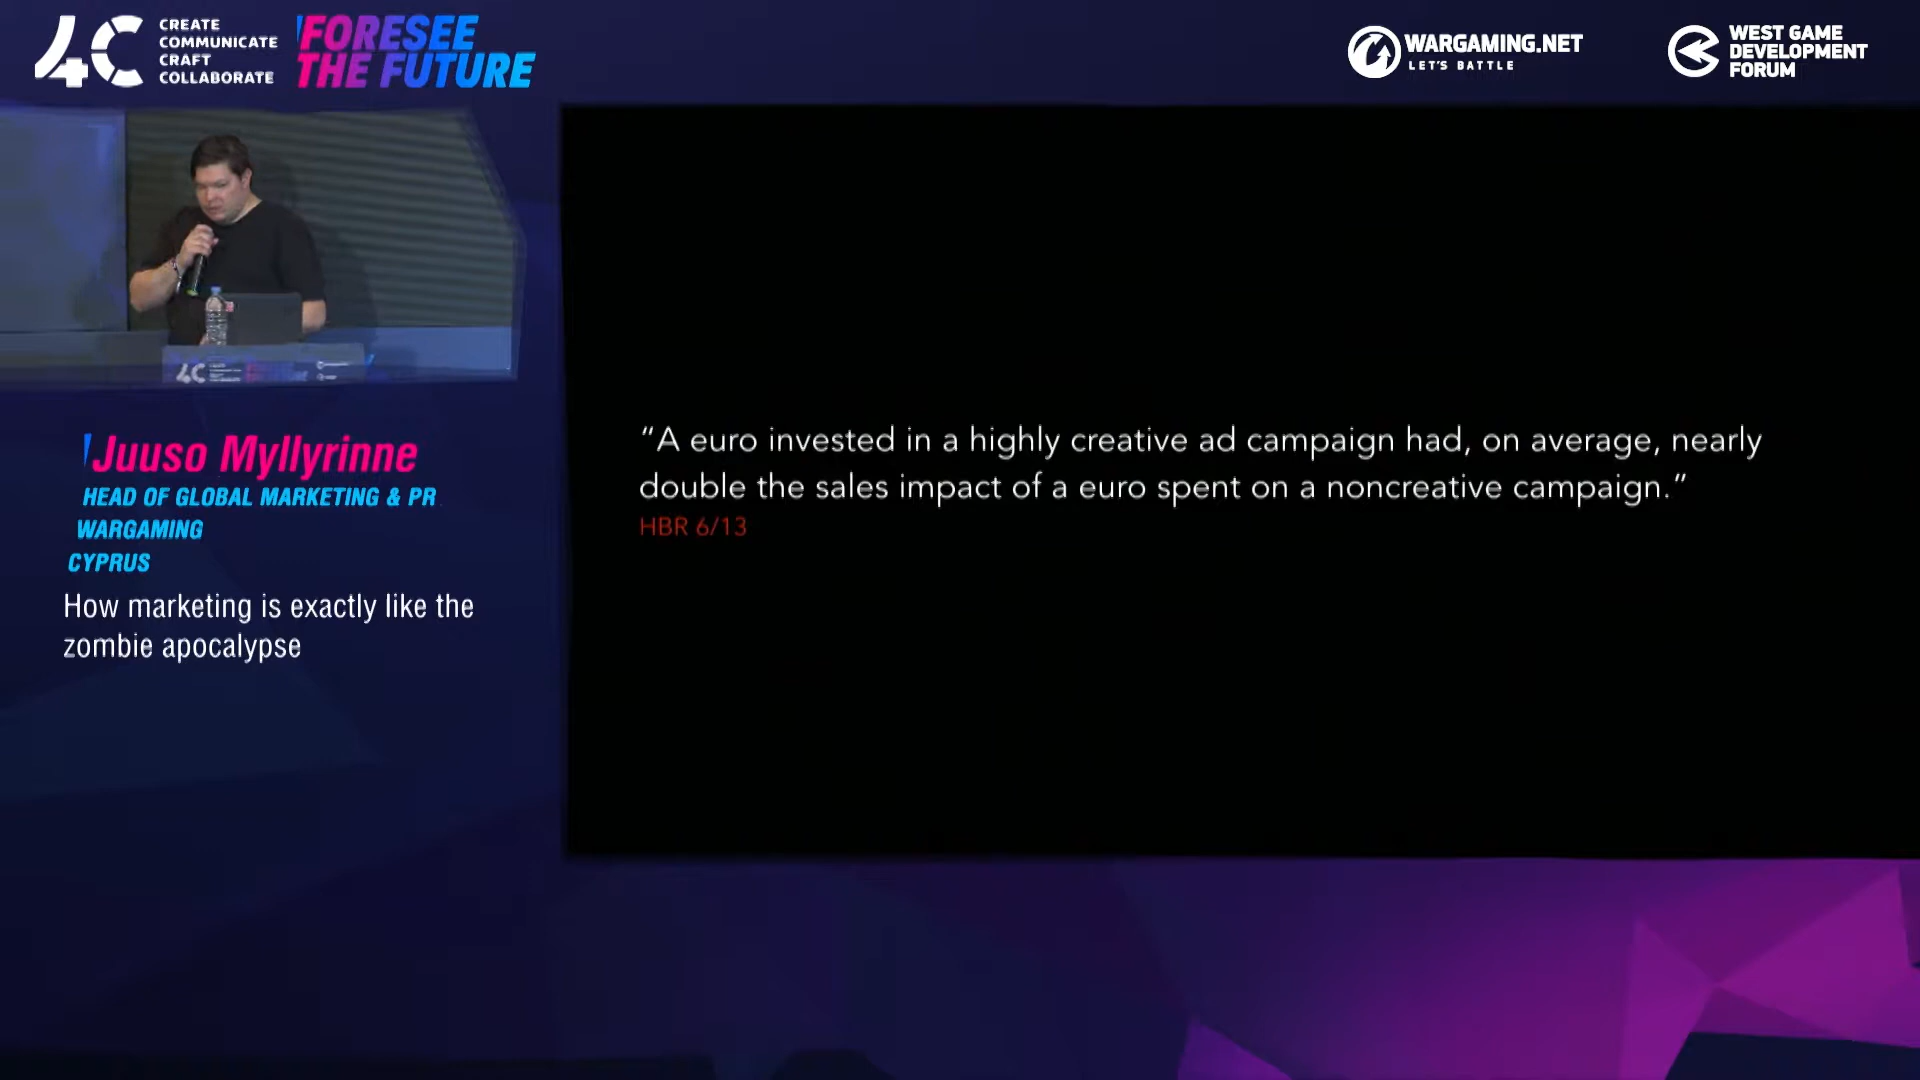 4C
CREATE
COMMUNICATE
CRAFT
COLLABORATE
FORESEE
THE FUTURE
WARGAMING.NET
LET'S BATTLE
WEST GAME
DEVELOPMENT
FORUM
4C
Juuso Myllyrinne
HEAD OF GLOBAL MARKETING & PR
WARGAMING
CYPRUS
How marketing is exactly like the
zombie apocalypse
“A euro invested in a highly creative ad campaign had, on average, nearly
double the sales impact of a euro spent on a noncreative campaign.”
HBR 6/13